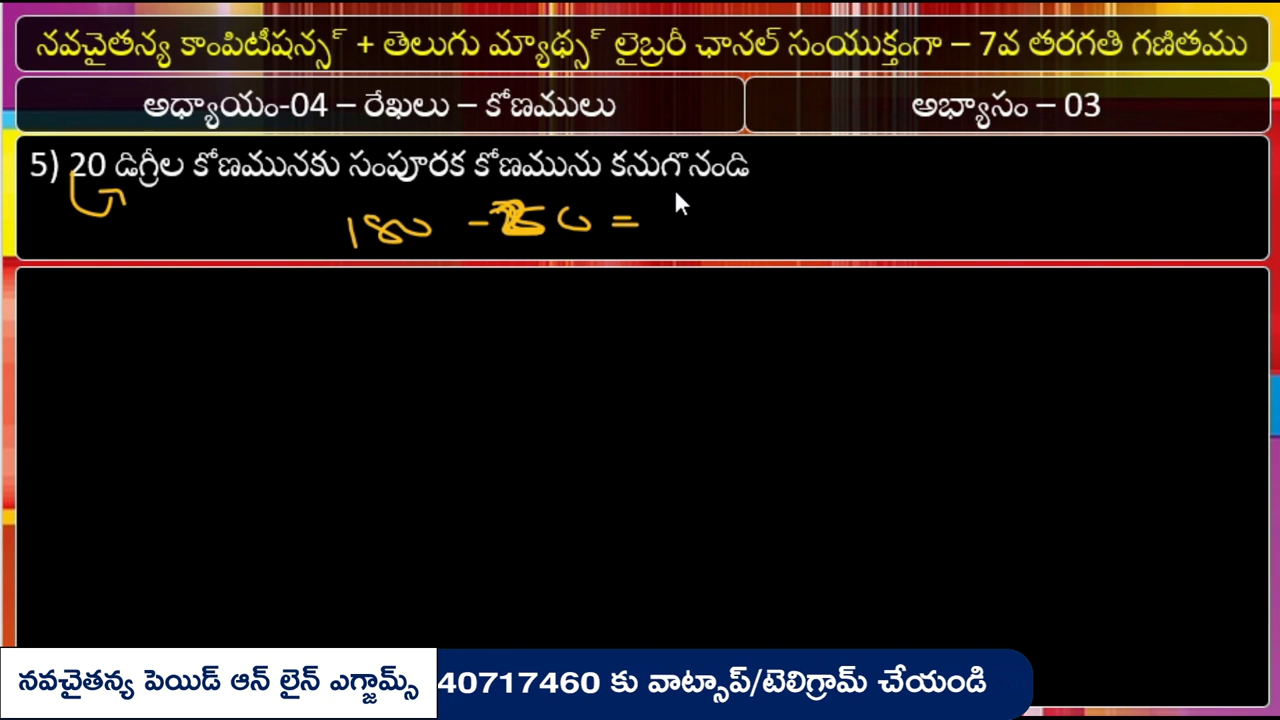 నవచైతన్య కాంపిటీషన్స్ + తెలుగు మ్యాథ్స్ లైబ్రరీ ఛానల్ సంయుక్తంగా – 7వ తరగతి గణితము
అధ్యాయం-04 – రేఖలు – కోణములు
అభ్యాసం – 03
5) 20 డిగ్రీల కోణమునకు సంపూరక కోణమును కనుగొనండి
180 - =
నవచైతన్య పెయిడ్ ఆన్ లైన్ ఎగ్జామ్స్ 40717460 కు వాట్సాప్/టెలిగ్రామ్ చేయండి